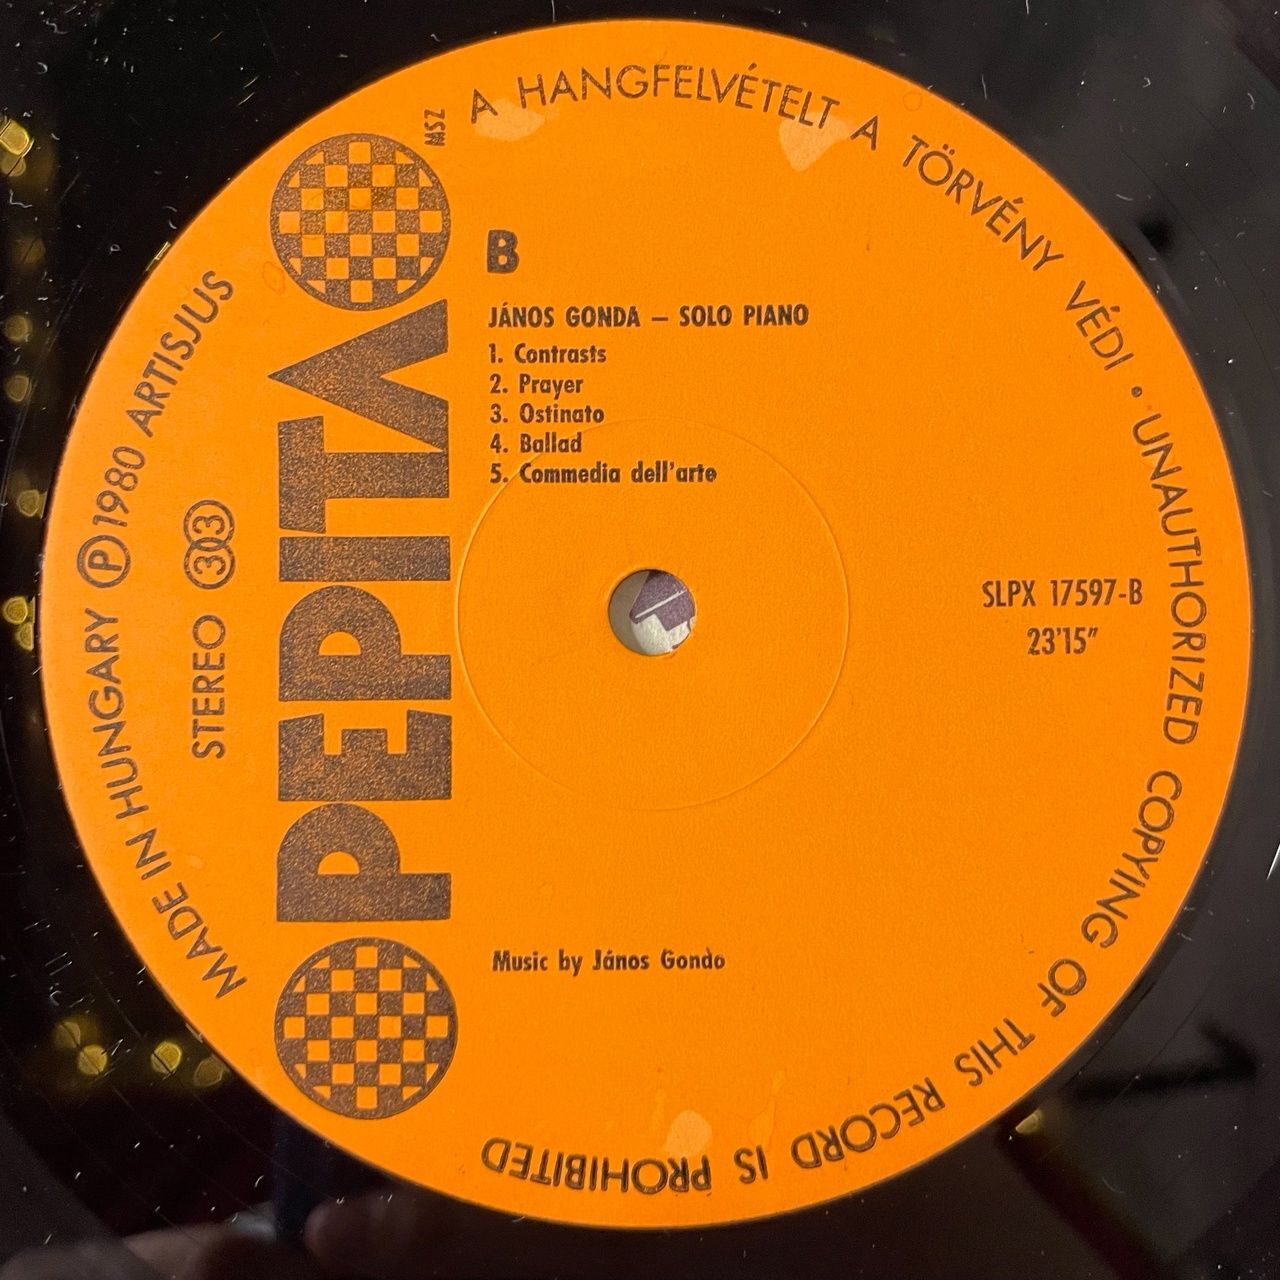 A HANGFELVÉTELT A TÖRVÉNY VÉDI • UNAUTHORIZED COPYING OF THIS RECORD IS PROHIBITED
MADE IN HUNGARY Ⓟ 1980 ARTISJUS
STEREO 33
PEPITA
MSZ
B
JÁNOS GONDA – SOLO PIANO
1. Contrasts
2. Prayer
3. Ostinato
4. Ballad
5. Commedia dell'arte
SLPX 17597-B
23'15"
Music by János Gonda